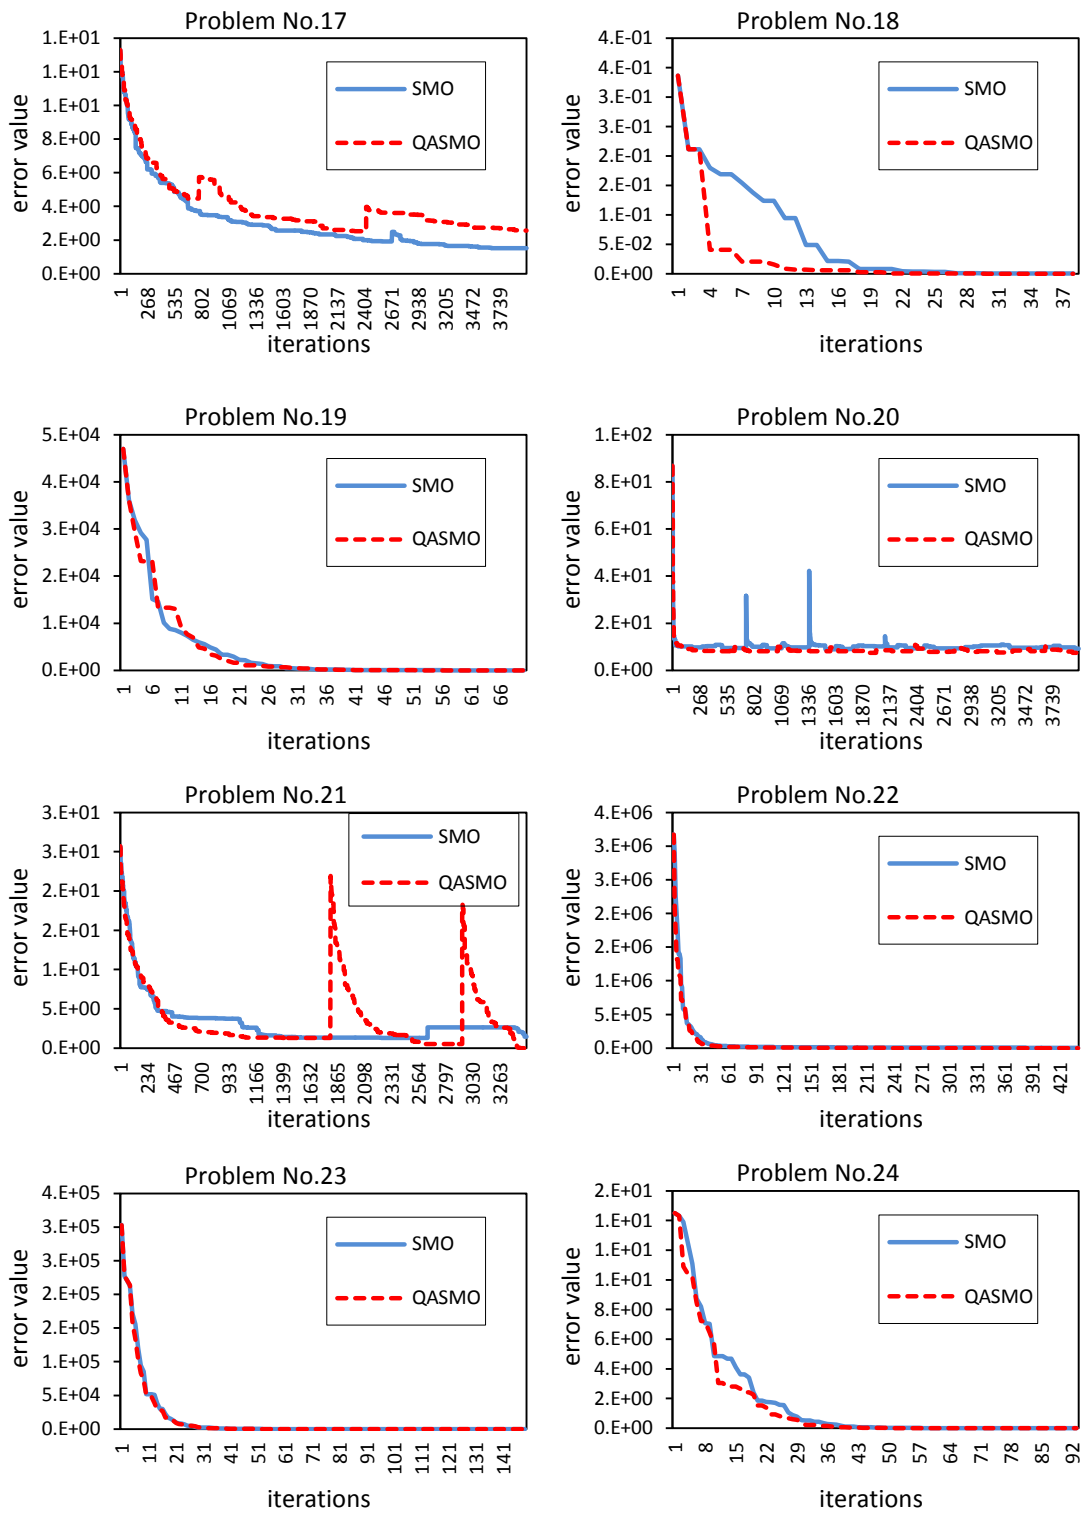 Problem No.17
1.E+01
1.E+01
1.E+01
8.E+00
6.E+00
4.E+00
2.E+00
0.E+00
error value
SMO
QASMO
1 268 535 802 1069 1336 1603 1870 2137 2404 2671 2938 3205 3472 3739
iterations
Problem No.18
4.E-01
4.E-01
3.E-01
3.E-01
2.E-01
2.E-01
1.E-01
5.E-02
0.E+00
error value
SMO
QASMO
1 4 7 10 13 16 19 22 25 28 31 34 37
iterations
Problem No.19
5.E+04
4.E+04
3.E+04
2.E+04
1.E+04
0.E+00
error value
SMO
QASMO
1 6 11 16 21 26 31 36 41 46 51 56 61 66
iterations
Problem No.20
1.E+02
8.E+01
6.E+01
4.E+01
2.E+01
0.E+00
error value
SMO
QASMO
1 268 535 802 1069 1336 1603 1870 2137 2404 2671 2938 3205 3472 3739
iterations
Problem No.21
3.E+01
3.E+01
2.E+01
2.E+01
1.E+01
5.E+00
0.E+00
error value
SMO
QASMO
1 234 467 700 933 1166 1399 1632 1865 2098 2331 2564 2797 3030 3263
iterations
Problem No.22
4.E+06
3.E+06
3.E+06
2.E+06
2.E+06
1.E+06
5.E+05
0.E+00
error value
SMO
QASMO
1 31 61 91 121 151 181 211 241 271 301 331 361 391 421
iterations
Problem No.23
4.E+05
3.E+05
3.E+05
2.E+05
2.E+05
1.E+05
5.E+04
0.E+00
error value
SMO
QASMO
1 11 21 31 41 51 61 71 81 91 101 111 121 131 141
iterations
Problem No.24
2.E+01
1.E+01
1.E+01
1.E+01
8.E+00
6.E+00
4.E+00
2.E+00
0.E+00
error value
SMO
QASMO
1 8 15 22 29 36 43 50 57 64 71 78 85 92
iterations